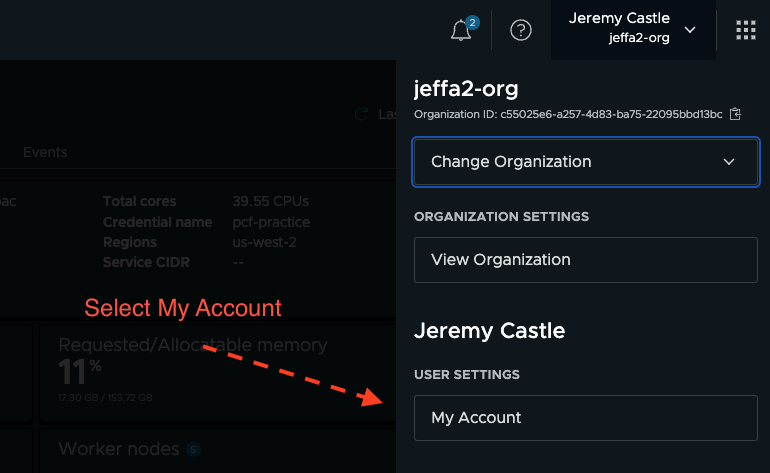 2
Jeremy Castle
jeffa2-org
jeffa2-org
Organization ID: c55025e6-a257-4d83-ba75-22095bbd13bc
Las
Change Organization
Events
ORGANIZATION SETTINGS
View Organization
Total cores 39.55 CPUs
Credential name pcf-practice
Regions us-west-2
Service CIDR --
Select My Account
Jeremy Castle
Requested/Allocatable memory
11%
17.30 GB / 153.72 GB
USER SETTINGS
My Account
Worker nodes 5